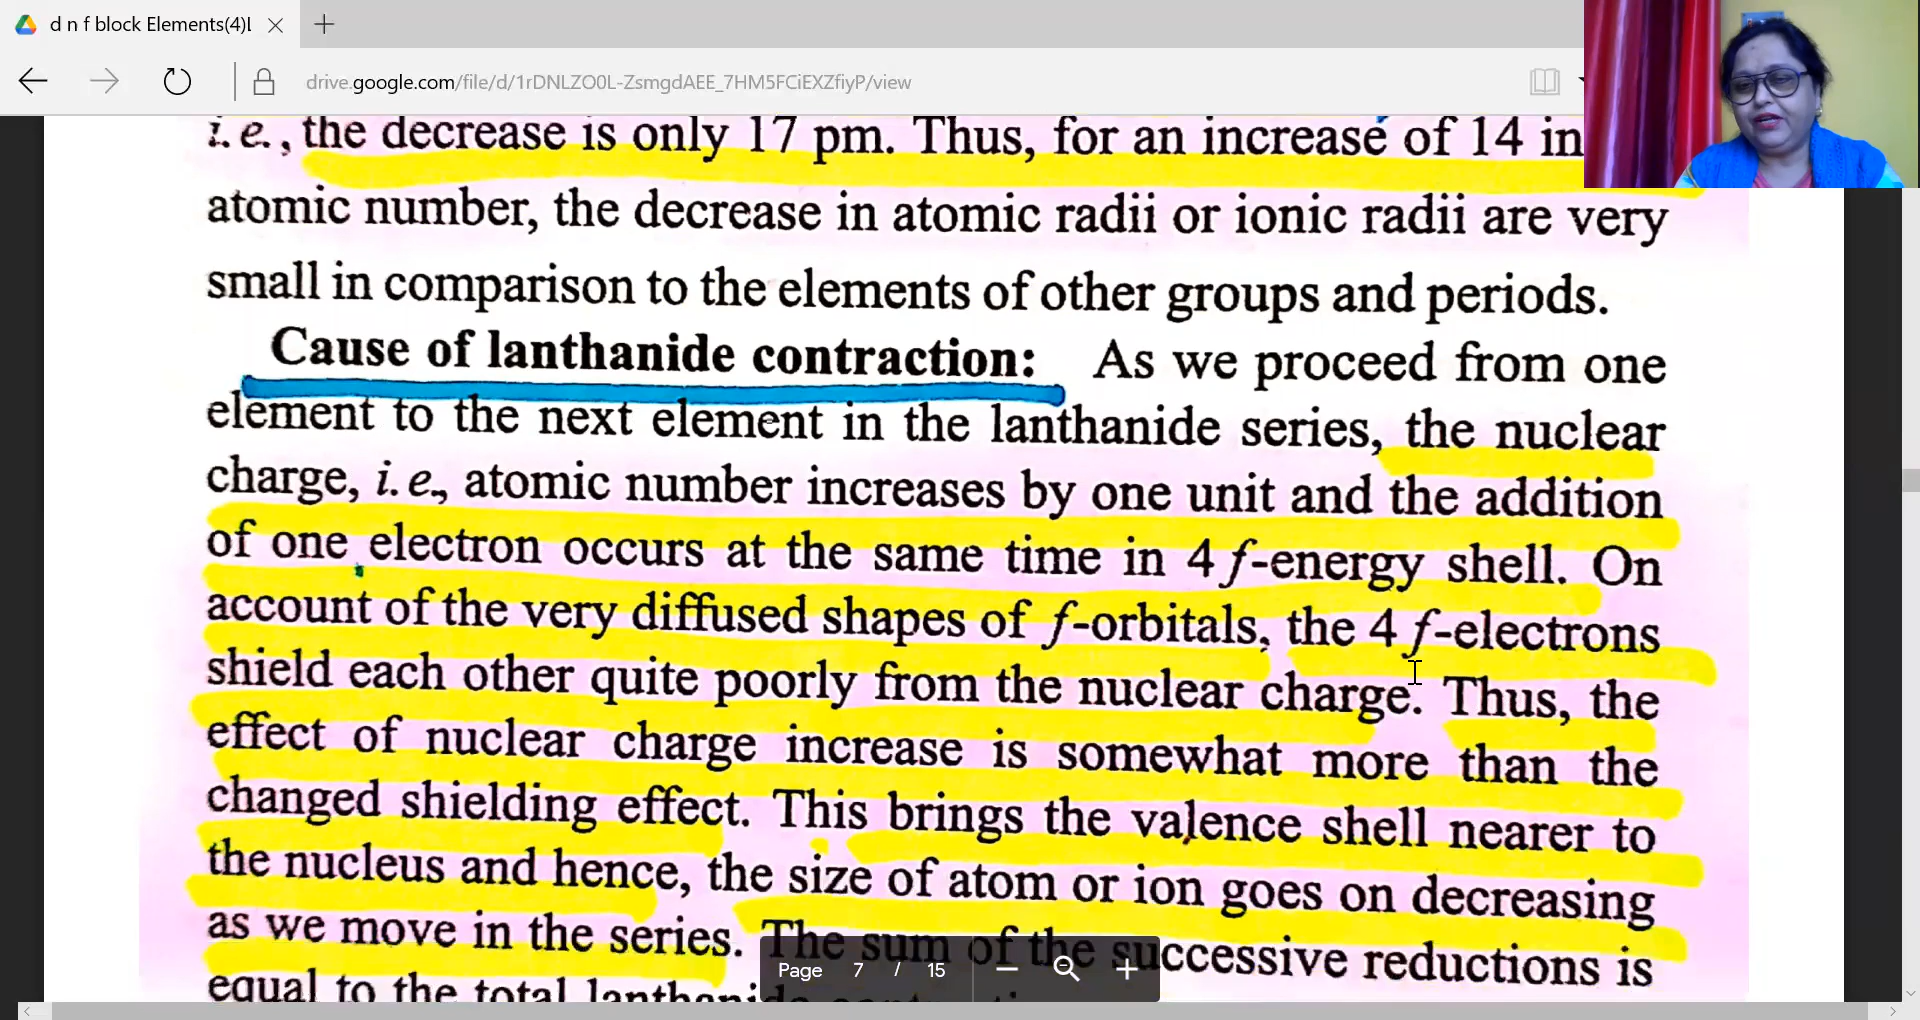 d n f block Elements(4)L
drive.google.com/file/d/1rDNLZO0L-ZsmgdAEE_7HM5FCiEXZfiyP/view
i.e., the decrease is only 17 pm. Thus, for an increase of 14 in
atomic number, the decrease in atomic radii or ionic radii are very
small in comparison to the elements of other groups and periods.
Cause of lanthanide contraction: As we proceed from one
element to the next element in the lanthanide series, the nuclear
charge, i.e., atomic number increases by one unit and the addition
of one electron occurs at the same time in 4 f-energy shell. On
account of the very diffused shapes of f-orbitals, the 4 f-electrons
shield each other quite poorly from the nuclear charge. Thus, the
effect of nuclear charge increase is somewhat more than the
changed shielding effect. This brings the valence shell nearer to
the nucleus and hence, the size of atom or ion goes on decreasing
as we move in the series. The sum of the successive reductions is
equal to the total
Page 7 / 15